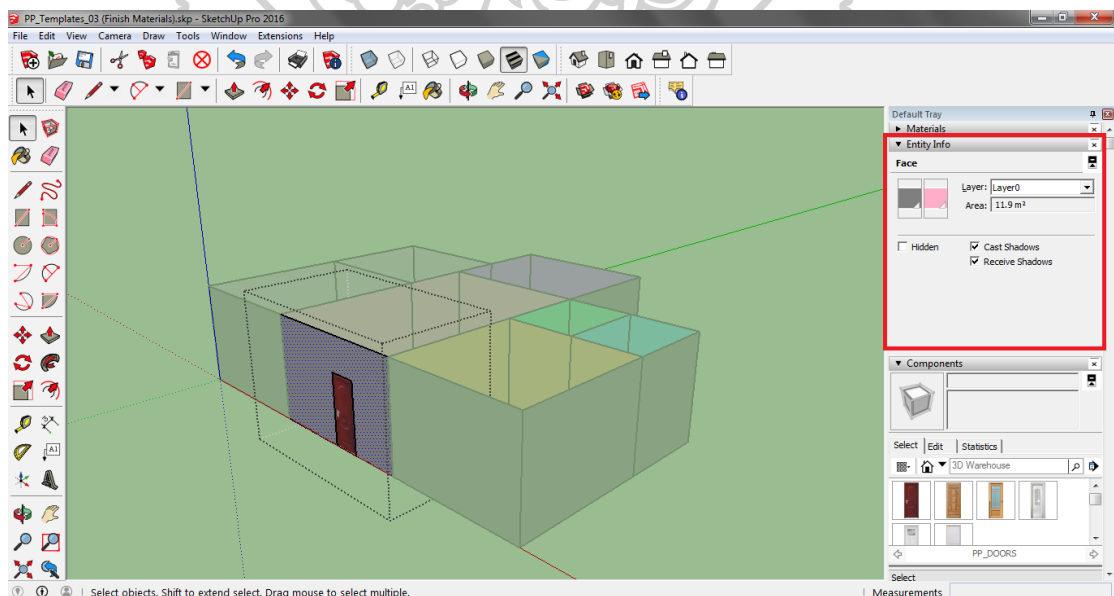 PP_Templates_03 (Finish Materials).skp - SketchUp Pro 2016
File Edit View Camera Draw Tools Window Extensions Help
A1
Default Tray
Materials
Entity Info
Face
Layer: Layer0
Area: 11.9 m²
Hidden
Cast Shadows
Receive Shadows
Components
Select Edit Statistics
3D Warehouse
PP_DOORS
Select
A1
Select objects. Shift to extend select. Drag mouse to select multiple.
Measurements